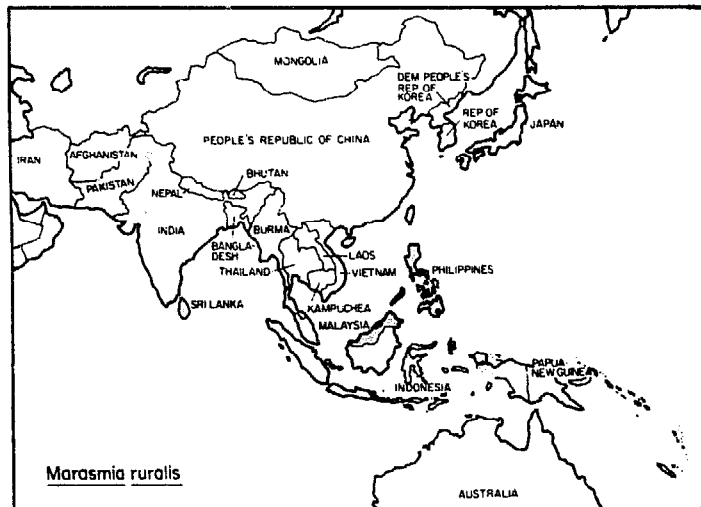 MONGOLIA
DEM PEOPLE'S
REP OF
KOREA
REP OF
KOREA
JAPAN
PEOPLE'S REPUBLIC OF CHINA
IRAN
AFGHANISTAN
PAKISTAN
NEPAL
BHUTAN
INDIA
BURMA
BANGLA-
DESH
LAOS
THAILAND
VIETNAM
PHILIPPINES
KAMPUCHEA
SRI LANKA
MALAYSIA
PAPUA
NEW GUINEA
INDONESIA
Marasmia ruralis
AUSTRALIA